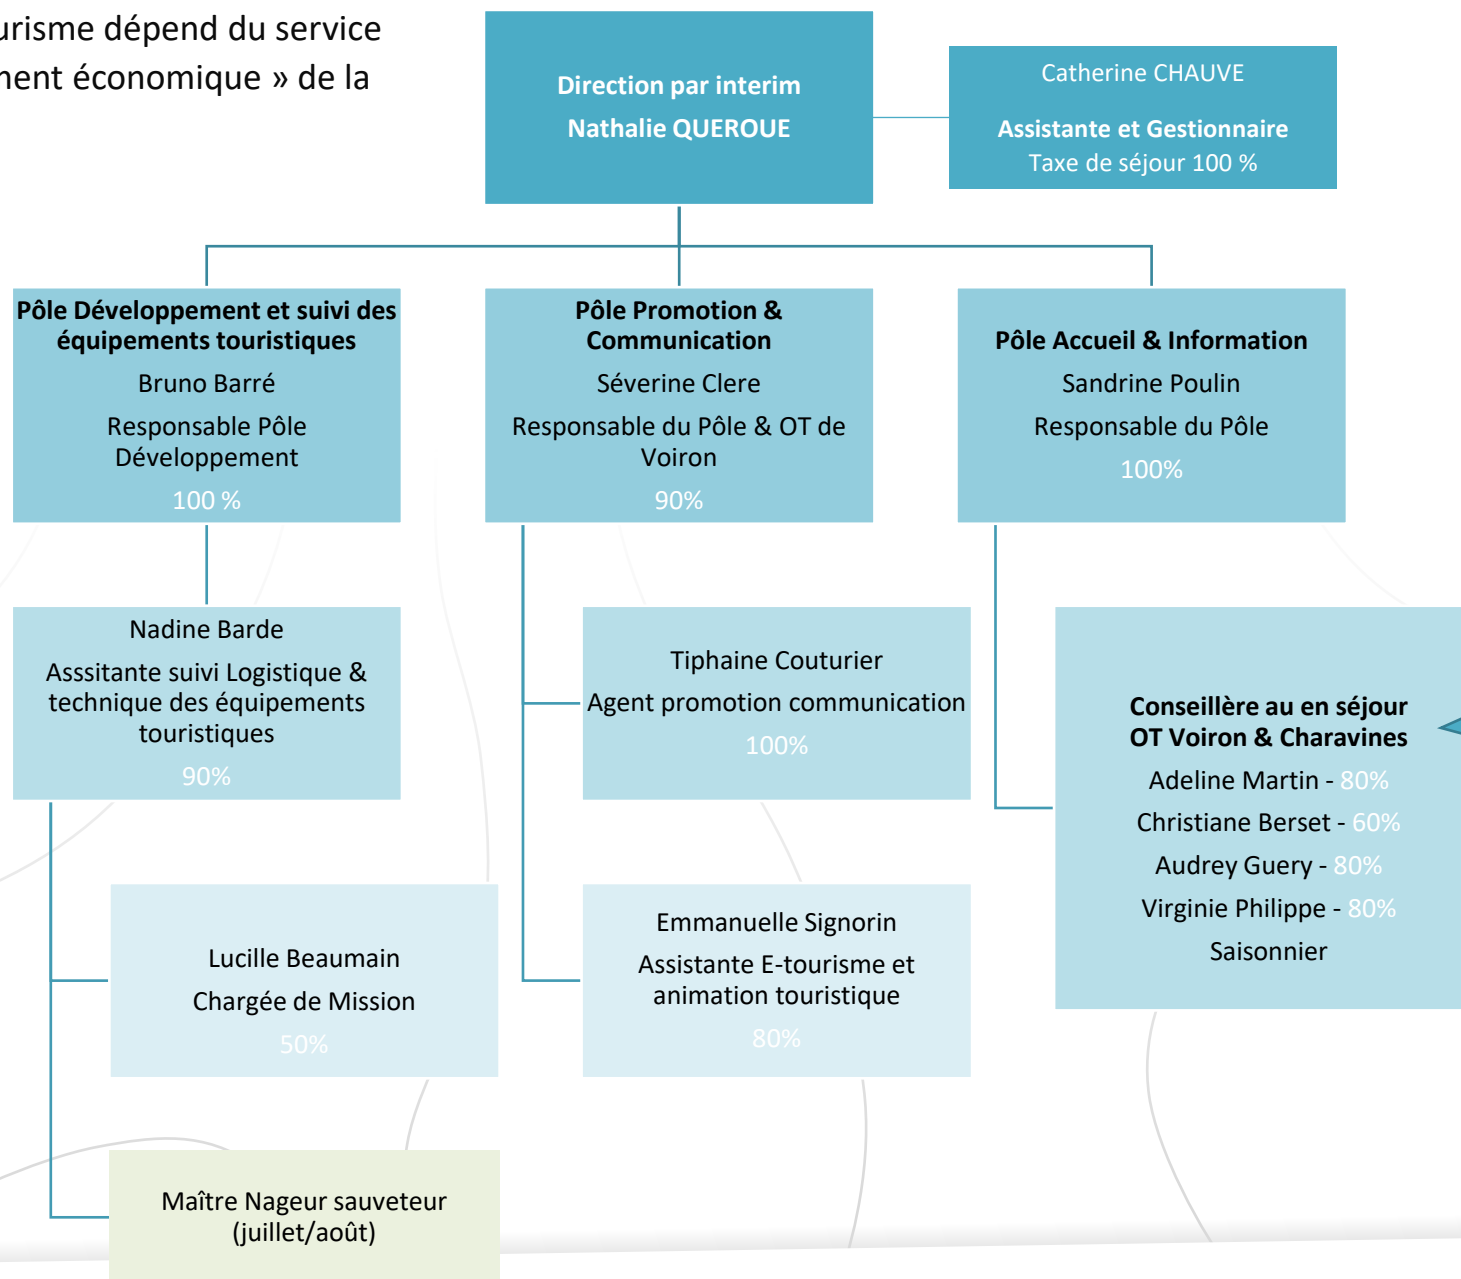 urisme dépend du service
nent économique » de la
Direction par interim
Nathalie QUEROUE
Catherine CHAUVE
Assistante et Gestionnaire
Taxe de séjour 100 %
Pôle Développement et suivi des
équipements touristiques
Bruno Barré
Responsable Pôle
Développement
100 %
Pôle Promotion &
Communication
Séverine Clere
Responsable du Pôle & OT de
Voiron
90%
Pôle Accueil & Information
Sandrine Poulin
Responsable du Pôle
100%
Nadine Barde
Asssitante suivi Logistique &
technique des équipements
touristiques
90%
Tiphaine Couturier
Agent promotion communication
100%
Conseillère au en séjour
OT Voiron & Charavines
Adeline Martin - 80%
Christiane Berset - 60%
Audrey Guery - 80%
Virginie Philippe - 80%
Saisonnier
Lucille Beaumain
Chargée de Mission
50%
Emmanuelle Signorin
Assistante E-tourisme et
animation touristique
80%
Maître Nageur sauveteur
(juillet/août)